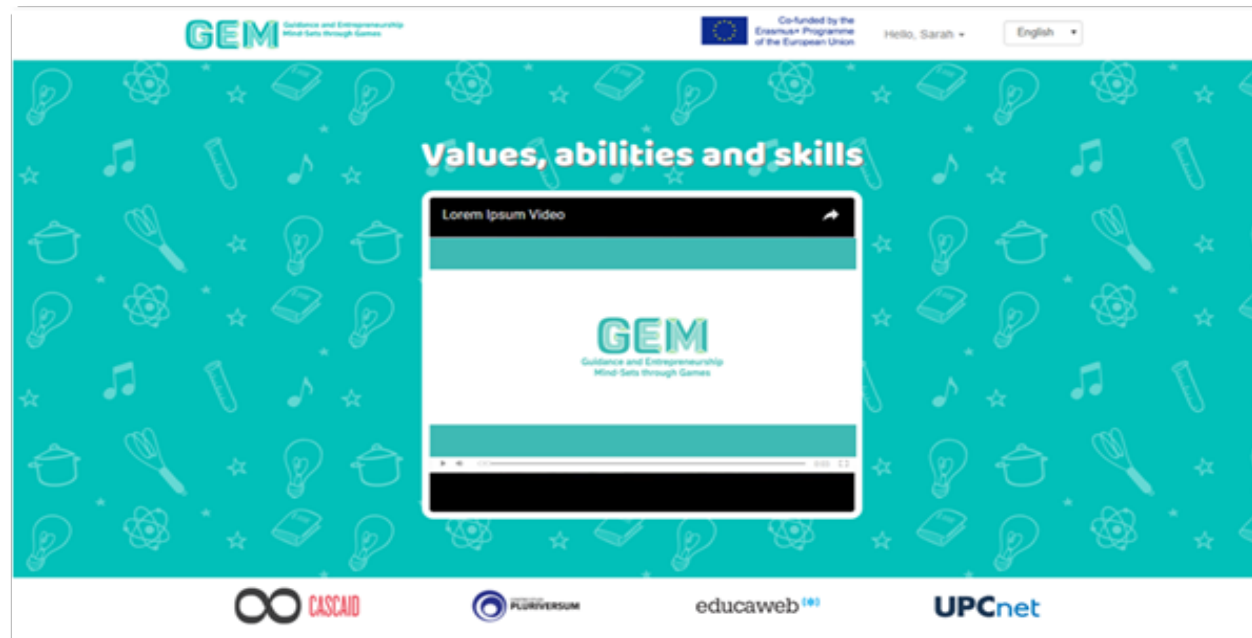 GEM
Guidance and Entrepreneurship
Mind-Sets through Games
Co-funded by the
Erasmus+ Programme
of the European Union
Hello, Sarah
English
Values, abilities and skills
Lorem Ipsum Video
GEM
Guidance and Entrepreneurship
Mind-Sets through Games
CASCAID
PLURIVERSUM
educaweb
UPCnet